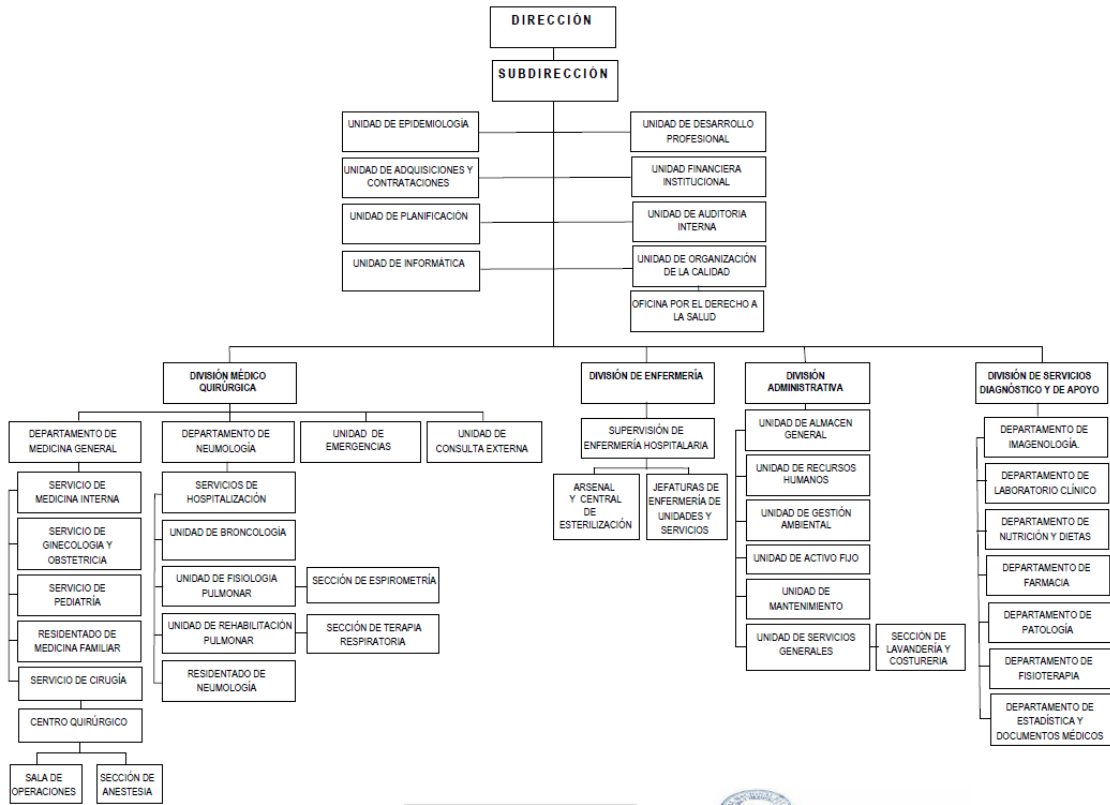 DIRECCIÓN
SUBDIRECCIÓN
UNIDAD DE EPIDEMIOLOGÍA
UNIDAD DE DESARROLLO
PROFESIONAL
UNIDAD DE ADQUISICIONES Y
CONTRATACIONES
UNIDAD FINANCIERA
INSTITUCIONAL
UNIDAD DE PLANIFICACIÓN
UNIDAD DE AUDITORIA
INTERNA
UNIDAD DE INFORMÁTICA
UNIDAD DE ORGANIZACIÓN
DE LA CALIDAD
OFICINA POR EL DERECHO A
LA SALUD
DIVISIÓN MÉDICO
QUIRÚRGICA
DIVISIÓN DE ENFERMERÍA
DIVISIÓN
ADMINISTRATIVA
DIVISIÓN DE SERVICIOS
DIAGNÓSTICO Y DE APOYO
DEPARTAMENTO DE
MEDICINA GENERAL
DEPARTAMENTO DE
NEUMOLOGÍA
UNIDAD DE
EMERGENCIAS
UNIDAD DE
CONSULTA EXTERNA
SERVICIO DE
MEDICINA INTERNA
SERVICIO DE
GINECOLOGIA Y
OBSTETRICIA
SERVICIO DE
PEDIATRÍA
RESIDENTADO DE
MEDICINA FAMILIAR
SERVICIO DE CIRUGÍA
CENTRO QUIRÚRGICO
SALA DE
OPERACIONES
SECCIÓN DE
ANESTESIA
SERVICIOS DE
HOSPITALIZACIÓN
UNIDAD DE BRONCOLOGÍA
UNIDAD DE FISIOLOGIA
PULMONAR
SECCIÓN DE ESPIROMETRÍA
UNIDAD DE REHABILITACIÓN
PULMONAR
SECCIÓN DE TERAPIA
RESPIRATORIA
RESIDENTADO DE
NEUMOLOGÍA
SUPERVISIÓN DE
ENFERMERÍA HOSPITALARIA
ARSENAL
Y CENTRAL
DE
ESTERILIZACIÓN
JEFATURAS DE
ENFERMERÍA DE
UNIDADES Y
SERVICIOS
UNIDAD DE ALMACEN
GENERAL
UNIDAD DE RECURSOS
HUMANOS
UNIDAD DE GESTIÓN
AMBIENTAL
UNIDAD DE ACTIVO FIJO
UNIDAD DE
MANTENIMIENTO
UNIDAD DE SERVICIOS
GENERALES
SECCIÓN DE
LAVANDERÍA Y
COSTURERIA
DEPARTAMENTO DE
IMAGENOLOGÍA.
DEPARTAMENTO DE
LABORATORIO CLÍNICO
DEPARTAMENTO DE
NUTRICIÓN Y DIETAS
DEPARTAMENTO DE
FARMACIA
DEPARTAMENTO DE
PATOLOGÍA
DEPARTAMENTO DE
FISIOTERAPIA
DEPARTAMENTO DE
ESTADÍSTICA Y
DOCUMENTOS MÉDICOS